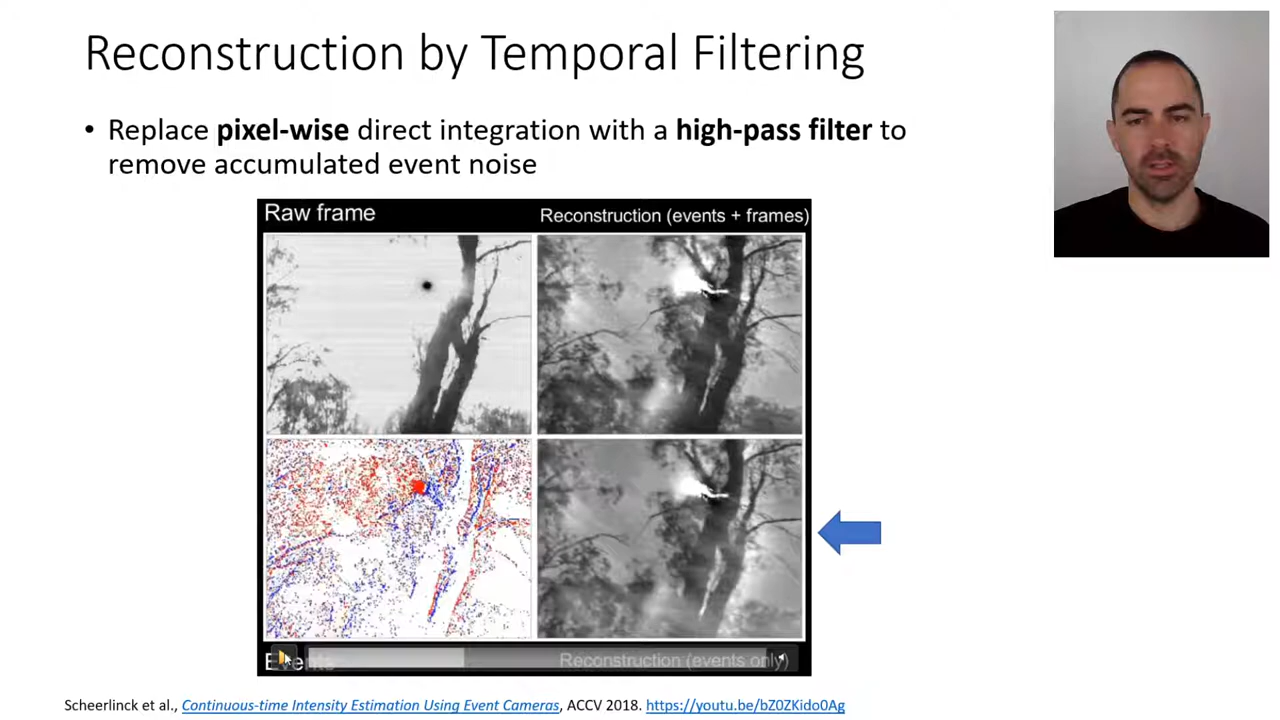 Reconstruction by Temporal Filtering
• Replace pixel-wise direct integration with a high-pass filter to
remove accumulated event noise
Raw frame
Reconstruction (events + frames)
Events
Reconstruction (events only)
Scheerlinck et al., Continuous-time Intensity Estimation Using Event Cameras, ACCV 2018. https://youtu.be/bZ0ZKido0Ag